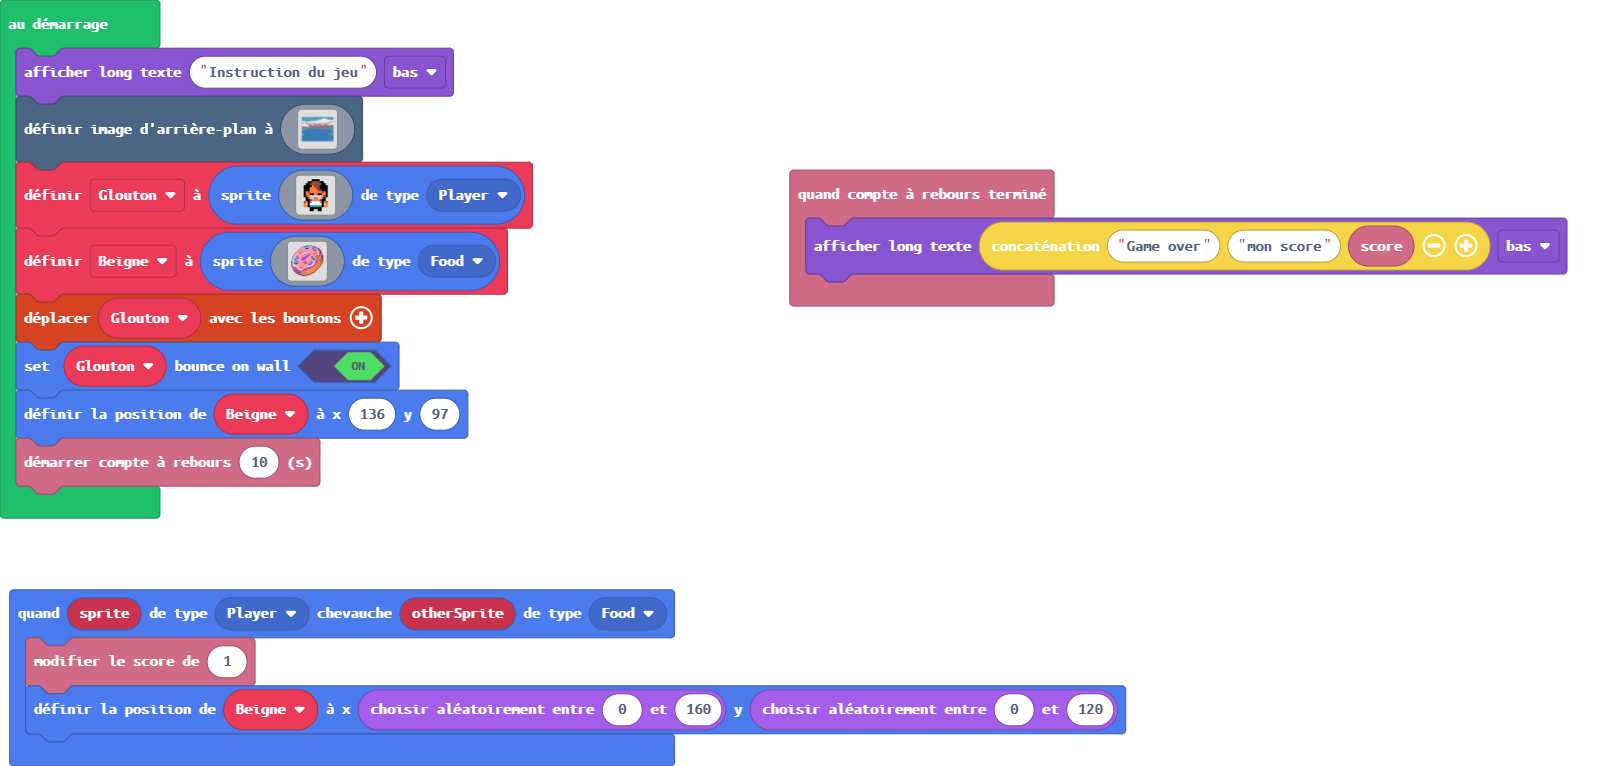 au démarrage
afficher long texte "Instruction du jeu" bas
définir image d'arrière-plan à
définir Glouton à sprite de type Player
définir Beigne à sprite de type Food
déplacer Glouton avec les boutons
set Glouton bounce on wall ON
définir la position de Beigne à x 136 y 97
démarrer compte à rebours 10 (s)
quand compte à rebours terminé
afficher long texte concaténation "Game over" "mon score" score bas
quand sprite de type Player chevauche otherSprite de type Food
modifier le score de 1
définir la position de Beigne à x choisir aléatoirement entre 0 et 160 y choisir aléatoirement entre 0 et 120